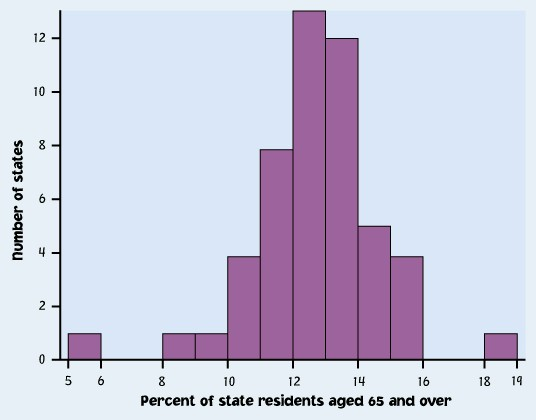 12
10
8
6
4
2
0
Number of states
5 6 8 10 12 14 16 18 19
Percent of state residents aged 65 and over